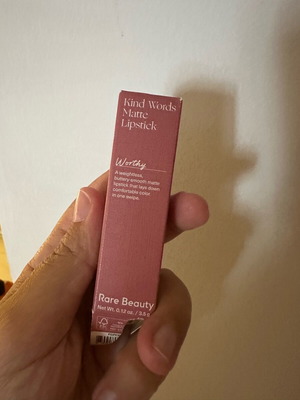 Kind Words
Matte
Lipstick
Worthy
A weightless,
buttery-smooth matte
lipstick that lays down
comfortable color
in one swipe.
Rare Beauty
Net Wt. 0.12 oz. / 3.5
FSC